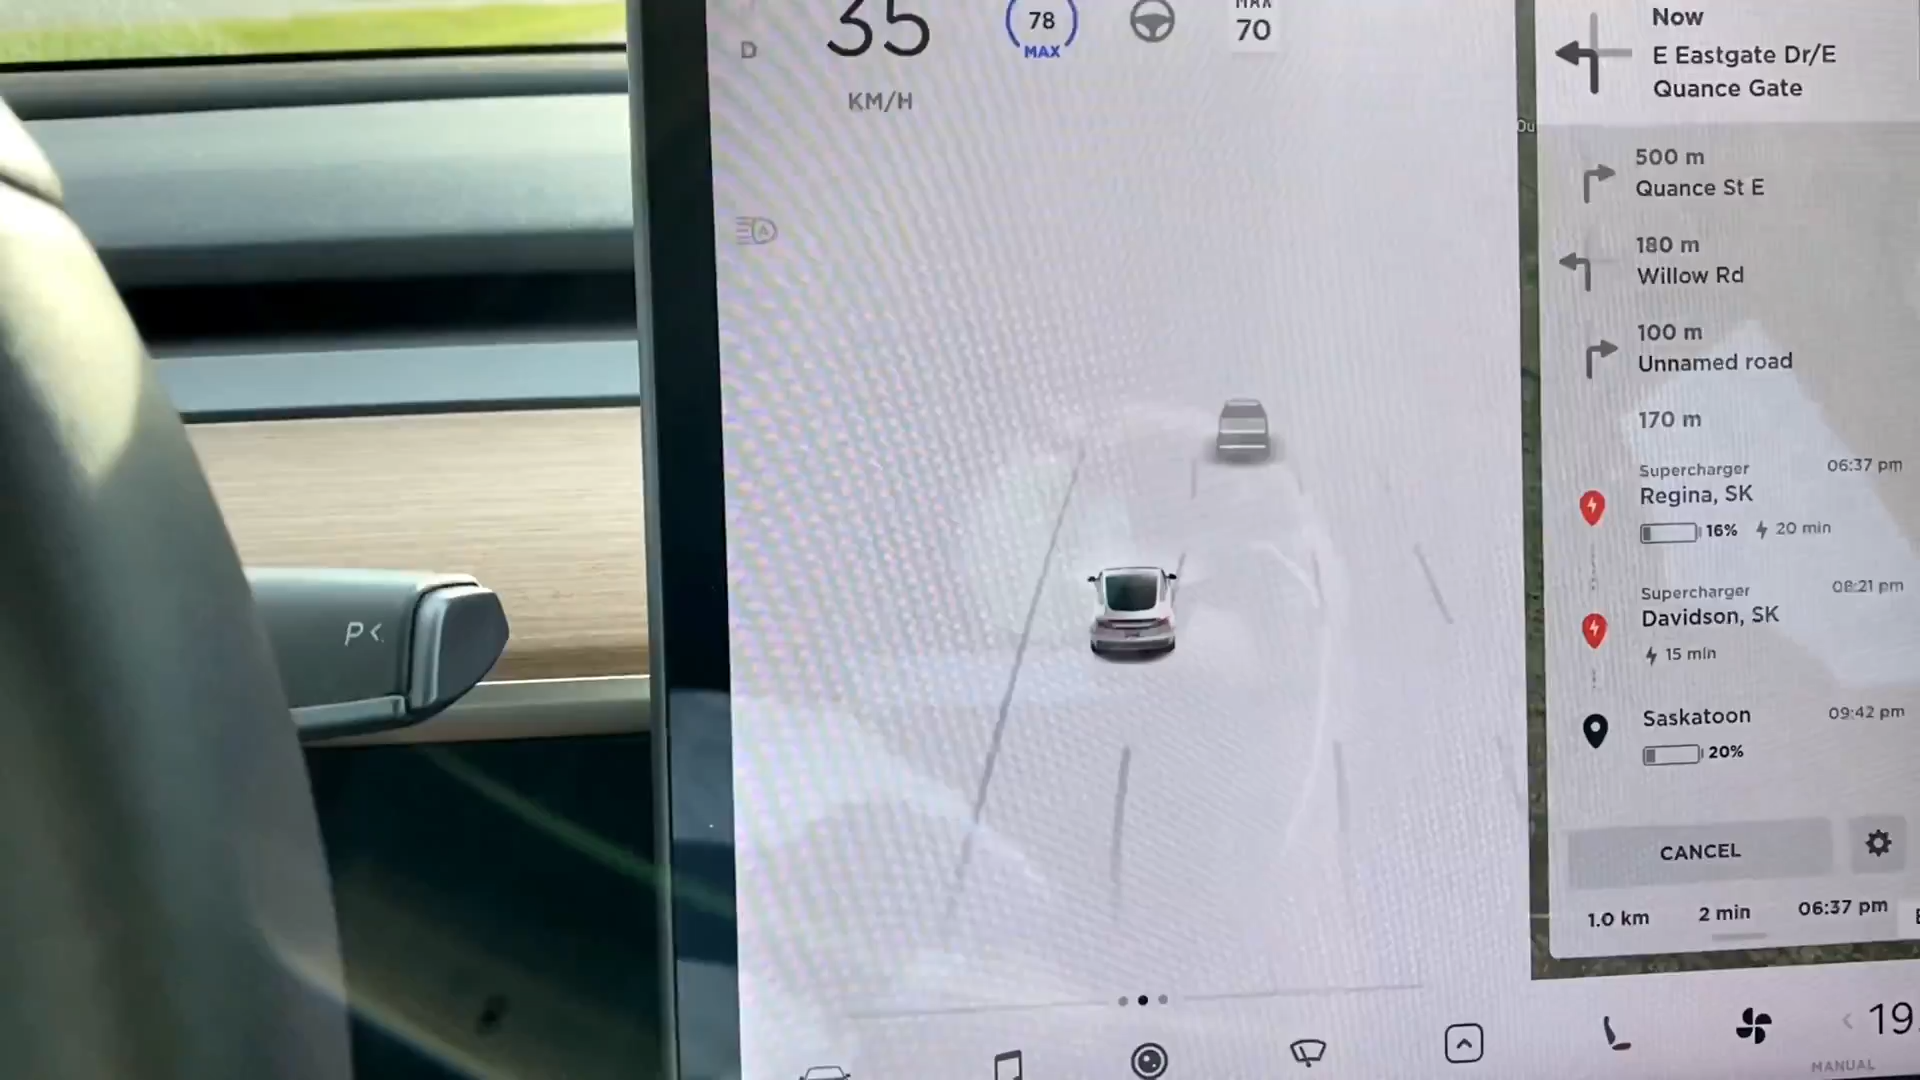 D
35
KM/H
78
MAX
MAX
70
Now
E Eastgate Dr/E
Quance Gate
Ou
500 m
Quance St E
180 m
Willow Rd
100 m
Unnamed road
170 m
Supercharger 06:37 pm
Regina, SK
16% 20 min
Supercharger 08:21 pm
Davidson, SK
15 min
Saskatoon 09:42 pm
20%
CANCEL
1.0 km 2 min 06:37 pm
P<
A
< 19
MANUAL